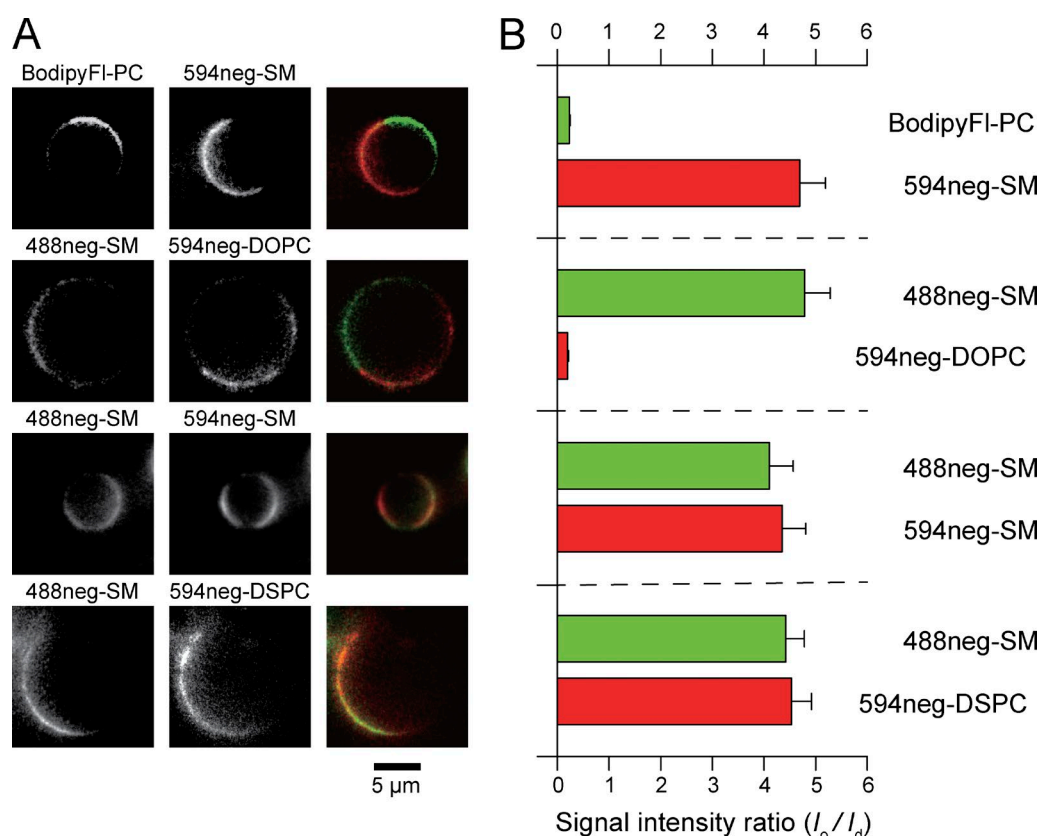 A
BodipyFl-PC 594neg-SM
488neg-SM 594neg-DOPC
488neg-SM 594neg-SM
488neg-SM 594neg-DSPC
5 μm
B
0 1 2 3 4 5 6
BodipyFl-PC
594neg-SM
488neg-SM
594neg-DOPC
488neg-SM
594neg-SM
488neg-SM
594neg-DSPC
0 1 2 3 4 5 6
Signal intensity ratio (Io/Id)